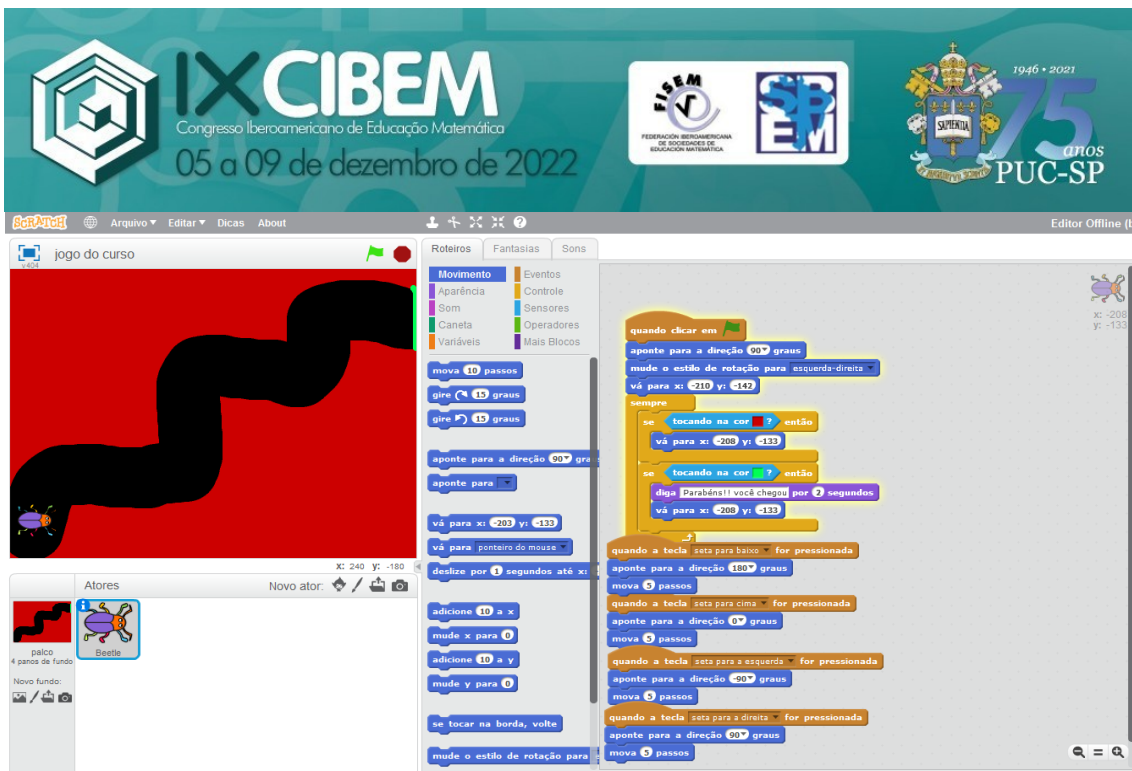 IXCIBEM
Congresso Iberoamericano de Educação Matemática
05 a 09 de dezembro de 2022
FISEM
FEDERACIÓN IBEROAMERICANA
DE SOCIEDADES DE
EDUCACIÓN MATEMÁTICA
SBEM
1946 • 2021
75
anos
PUC-SP
SAPIENTIA
SCRATCH
Arquivo
Editar
Dicas
About
Editor Offline (b
v404
jogo do curso
x: 240 y: -180
Atores
Novo ator:
palco
4 panos de fundo
Beetle
Novo fundo:
Roteiros
Fantasias
Sons
Movimento
Eventos
Aparência
Controle
Som
Sensores
Caneta
Operadores
Variáveis
Mais Blocos
mova 10 passos
gire 15 graus
gire 15 graus
aponte para a direção 90 gra
aponte para
vá para x: -203 y: -133
vá para ponteiro do mouse
deslize por 1 segundos até x:
adicione 10 a x
mude x para 0
adicione 10 a y
mude y para 0
se tocar na borda, volte
mude o estilo de rotação para
x: -208
y: -133
quando clicar em
aponte para a direção 90 graus
mude o estilo de rotação para esquerda-direita
vá para x: -210 y: -142
sempre
se tocando na cor ? então
vá para x: -208 y: -133
se tocando na cor ? então
diga Parabéns!! você chegou por 2 segundos
vá para x: -208 y: -133
quando a tecla seta para baixo for pressionada
aponte para a direção 180 graus
mova 5 passos
quando a tecla seta para cima for pressionada
aponte para a direção 0 graus
mova 5 passos
quando a tecla seta para a esquerda for pressionada
aponte para a direção -90 graus
mova 5 passos
quando a tecla seta para a direita for pressionada
aponte para a direção 90 graus
mova 5 passos